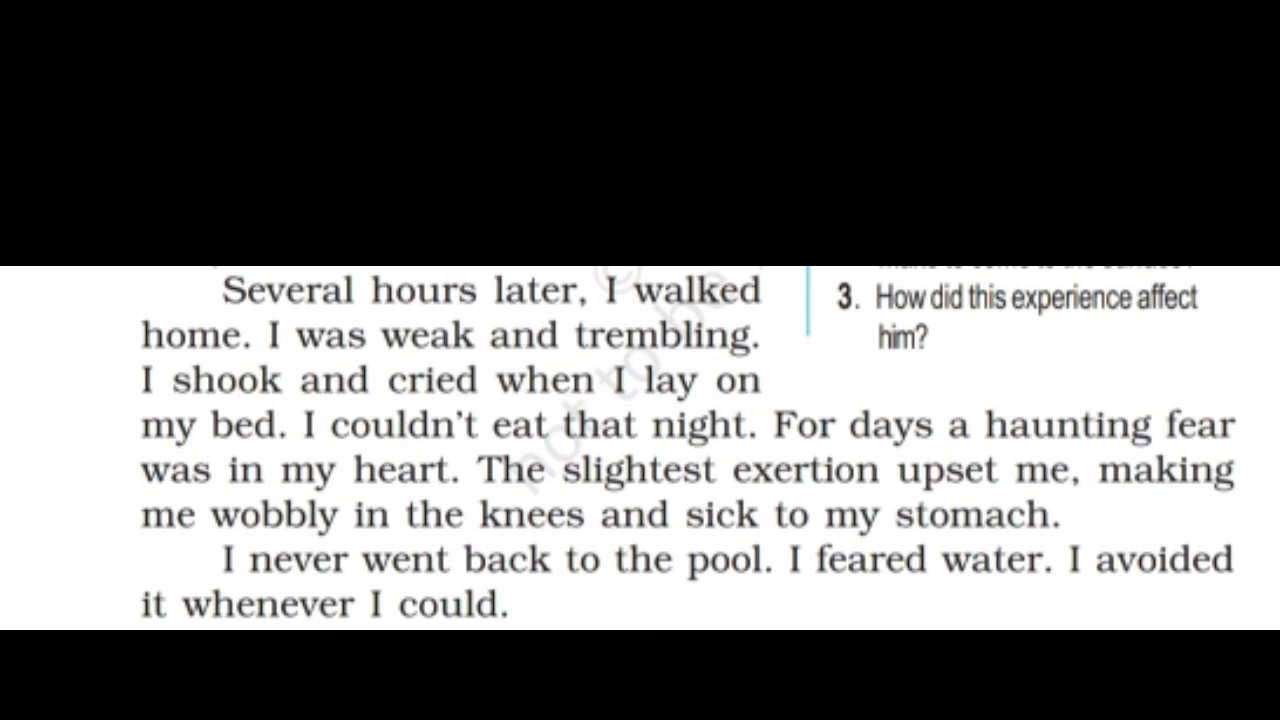 Several hours later, I walked
home. I was weak and trembling.
I shook and cried when I lay on
my bed. I couldn't eat that night. For days a haunting fear
was in my heart. The slightest exertion upset me, making
me wobbly in the knees and sick to my stomach.
I never went back to the pool. I feared water. I avoided
it whenever I could.
3. How did this experience affect
him?
©
not to be